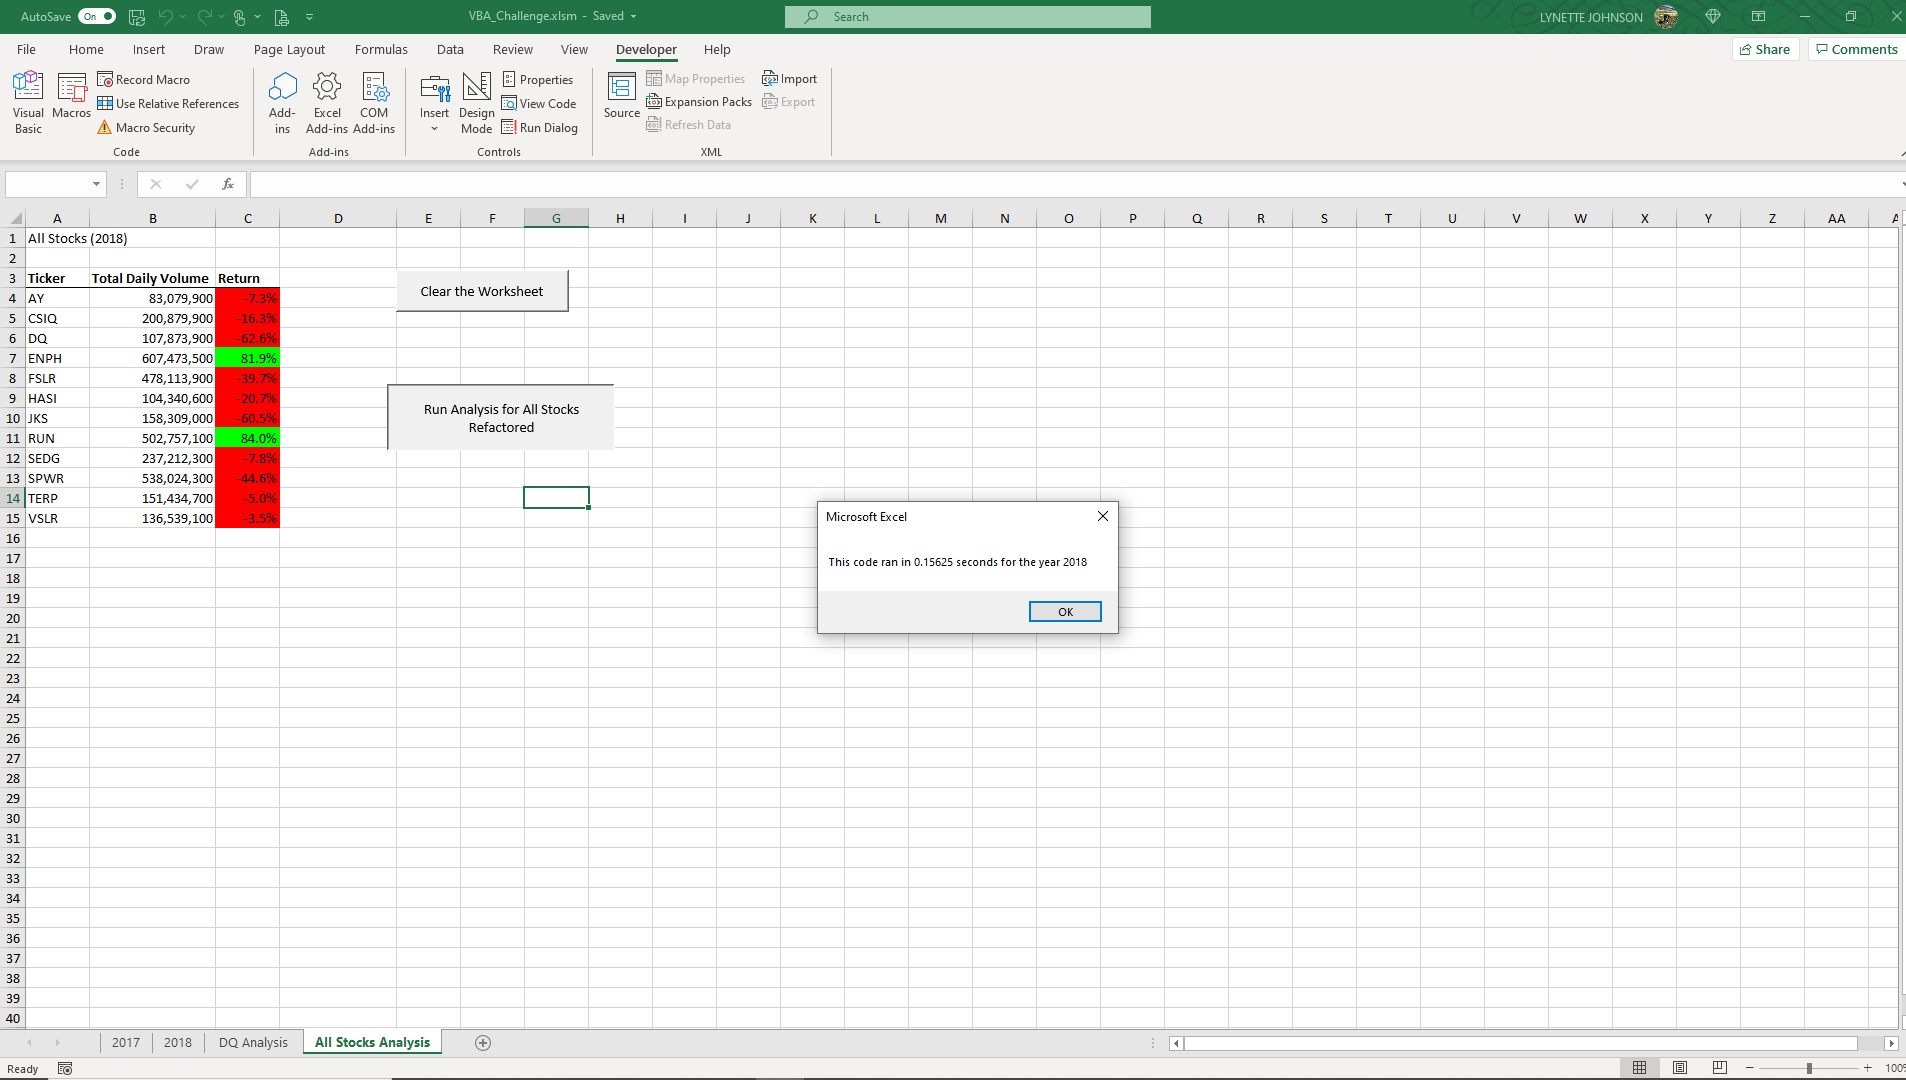 AutoSave On VBA_Challenge.xlsm - Saved Search LYNETTE JOHNSON
File Home Insert Draw Page Layout Formulas Data Review View Developer Help Share Comments
Visual Basic
Macros
Record Macro
Use Relative References
Macro Security
Code
Add-ins
Excel Add-ins
COM Add-ins
Add-ins
Insert
Design Mode
Properties
View Code
Run Dialog
Controls
Source
Map Properties
Expansion Packs
Refresh Data
Import
Export
XML
fx
A B C D E F G H I J K L M N O P Q R S T U V W X Y Z AA
1 All Stocks (2018)
2
3 Ticker Total Daily Volume Return
4 AY 83,079,900 -7.3%
5 CSIQ 200,879,900 -16.3%
6 DQ 107,873,900 -62.6%
7 ENPH 607,473,500 81.9%
8 FSLR 478,113,900 -39.7%
9 HASI 104,340,600 -20.7%
10 JKS 158,309,000 -60.5%
11 RUN 502,757,100 84.0%
12 SEDG 237,212,300 -7.8%
13 SPWR 538,024,300 -44.6%
14 TERP 151,434,700 -5.0%
15 VSLR 136,539,100 -3.5%
16
17
18
19
20
21
22
23
24
25
26
27
28
29
30
31
32
33
34
35
36
37
38
39
40
Clear the Worksheet
Run Analysis for All Stocks
Refactored
Microsoft Excel
This code ran in 0.15625 seconds for the year 2018
OK
2017 2018 DQ Analysis All Stocks Analysis
Ready